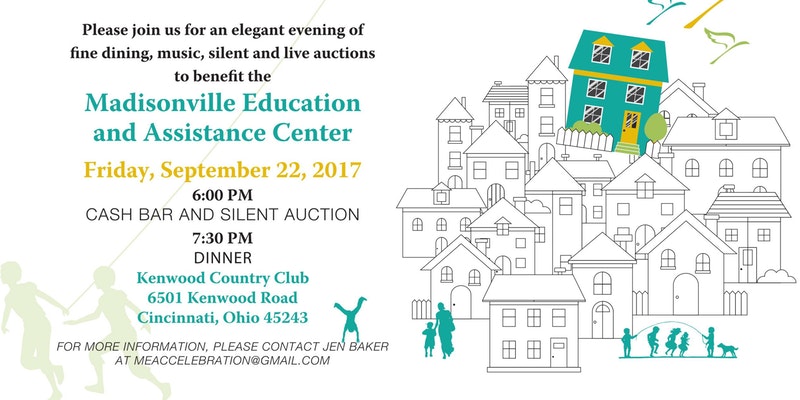 Please join us for an elegant evening of
fine dining, music, silent and live auctions
to benefit the
Madisonville Education
and Assistance Center
Friday, September 22, 2017
6:00 PM
CASH BAR AND SILENT AUCTION
7:30 PM
DINNER
Kenwood Country Club
6501 Kenwood Road
Cincinnati, Ohio 45243
FOR MORE INFORMATION, PLEASE CONTACT JEN BAKER
AT MEACCELEBRATION@GMAIL.COM